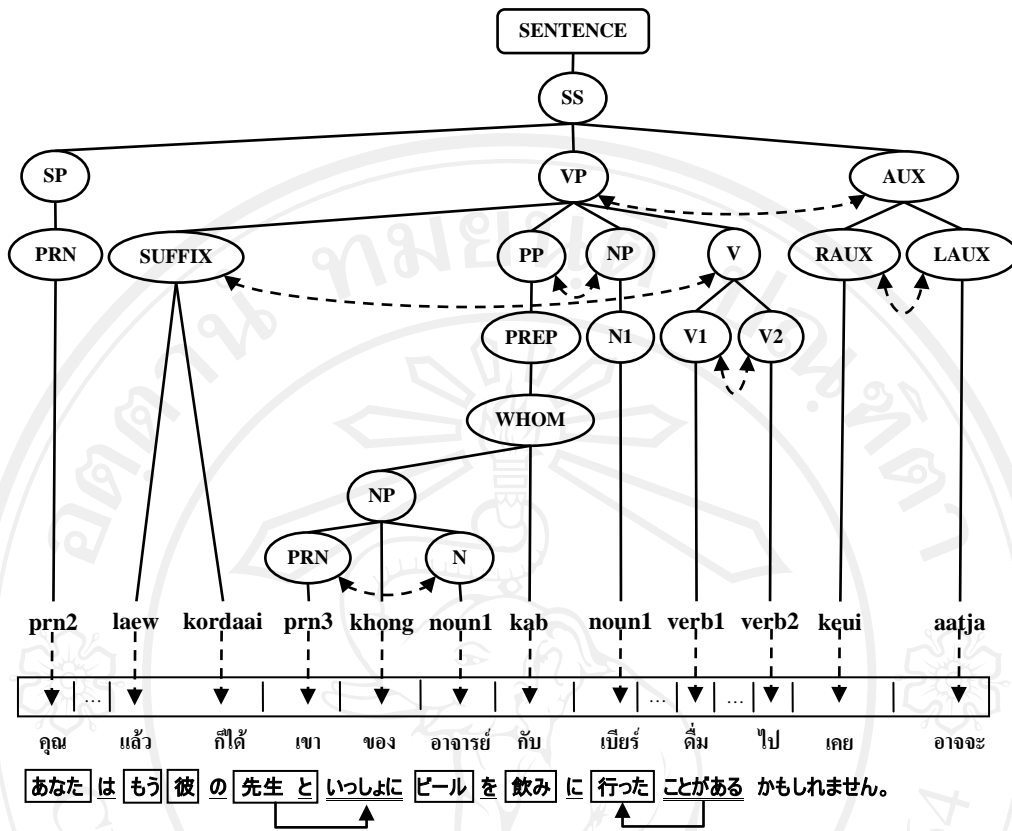 SENTENCE
SS
SP VP AUX
PRN SUFFIX PP NP V RAUX LAUX
PREP N1 V1 V2
WHOM
NP
PRN N
prn2 laew kordaai prn3 khong noun1 kab noun1 verb1 verb2 keui aatja
... ... ...
คุณ แล้ว ก็ได้ เขา ของ อาจารย์ กับ เบียร์ ดื่ม ไป เคย อาจจะ
あなた は もう 彼 の 先生 と いっしょに ビール を 飲み に 行った ことがある かもしれません。